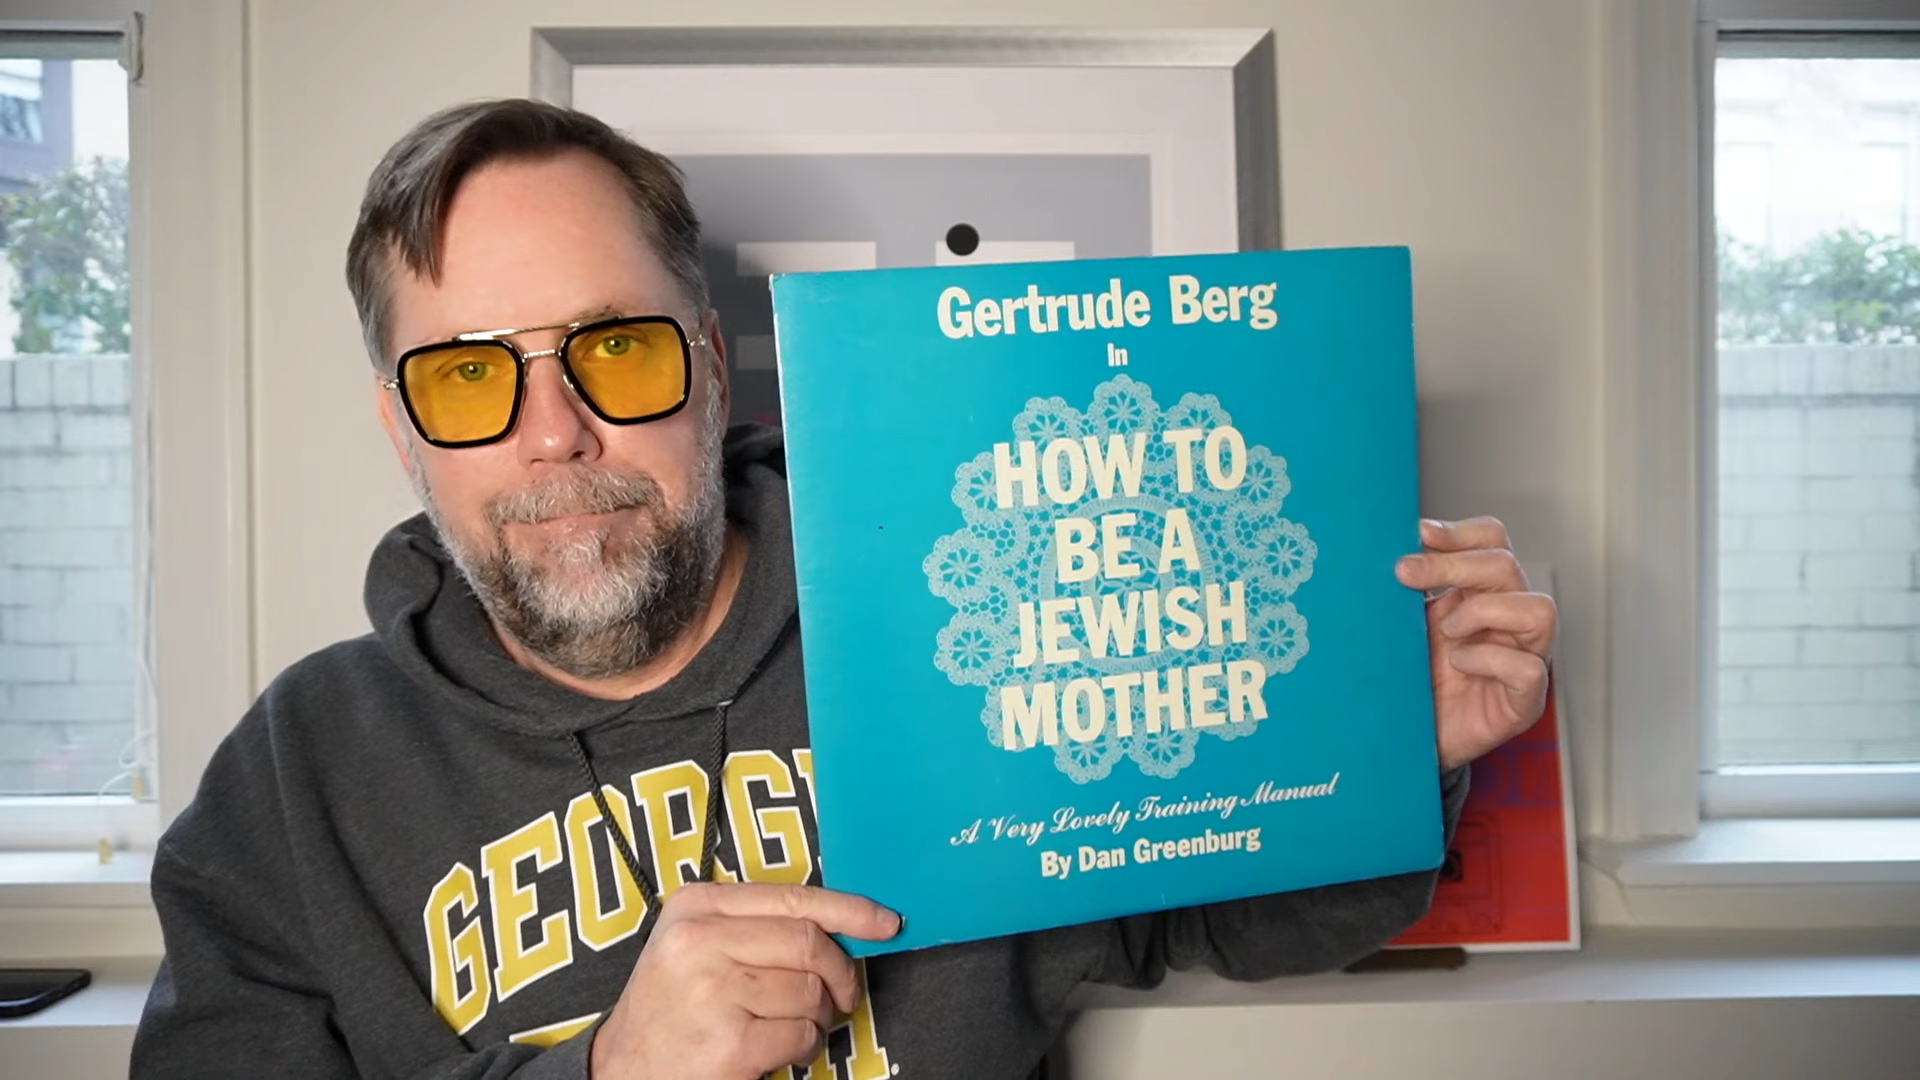 Gertrude Berg
In
HOW TO
BE A
JEWISH
MOTHER
A Very Lovely Training Manual
By Dan Greenburg